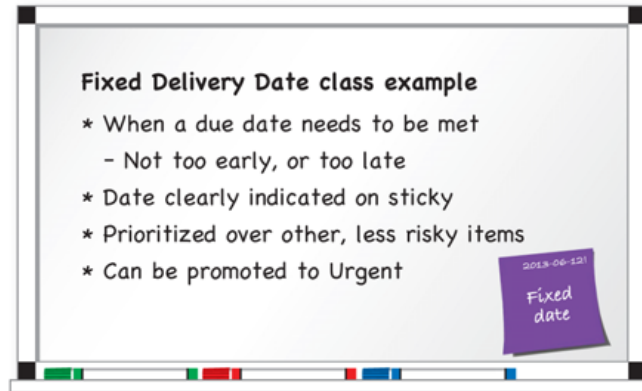 Fixed Delivery Date class example
* When a due date needs to be met
- Not too early, or too late
* Date clearly indicated on sticky
* Prioritized over other, less risky items
* Can be promoted to Urgent
2013-06-12!
Fixed
date